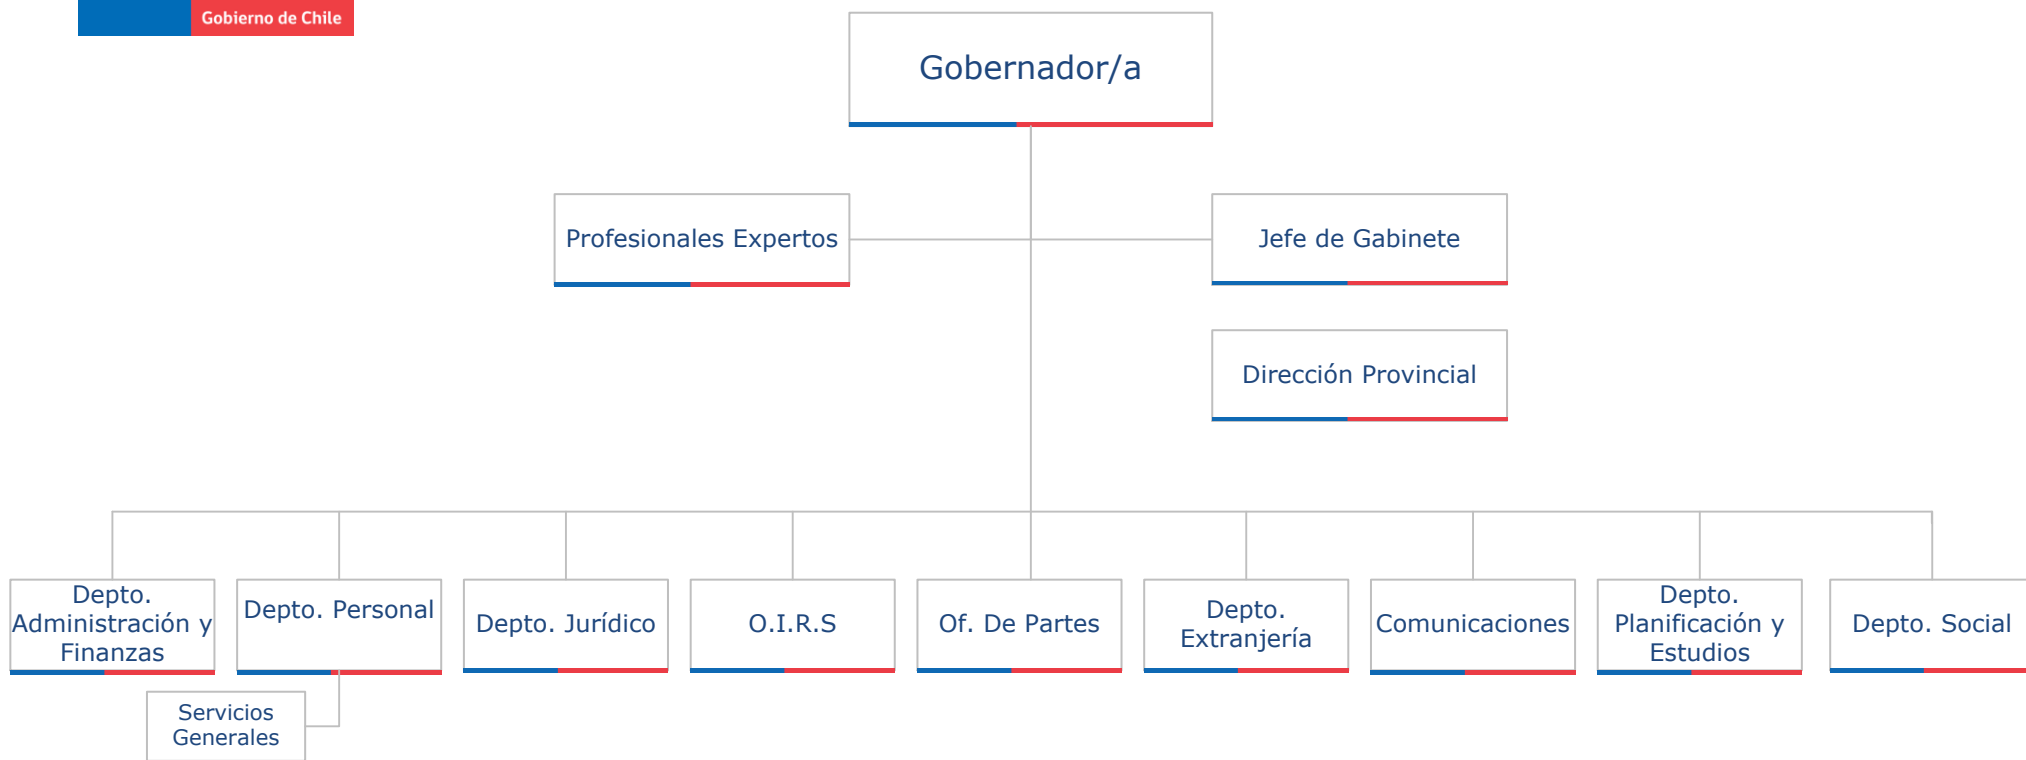 Gobierno de Chile
Gobernador/a
Profesionales Expertos
Jefe de Gabinete
Dirección Provincial
Depto.
Administración y
Finanzas
Depto. Personal
Depto. Jurídico
O.I.R.S
Of. De Partes
Depto.
Extranjería
Comunicaciones
Depto.
Planificación y
Estudios
Depto. Social
Servicios
Generales